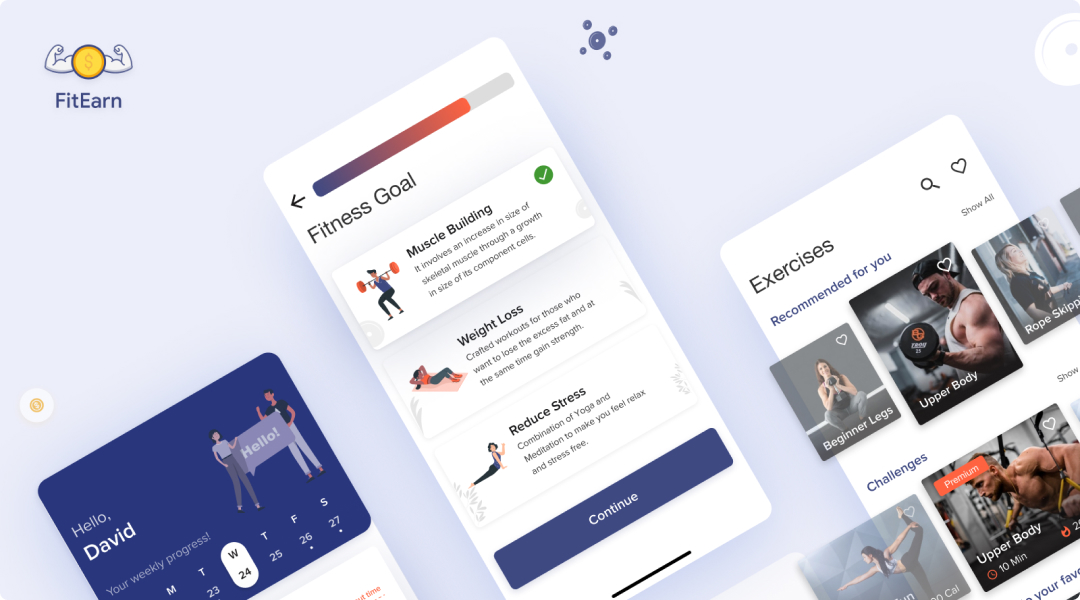 FitEarn
Fitness Goal
Muscle Building
It involves an increase in size of
skeletal muscle through a growth
in size of its component cells.
Weight Loss
Crafted workouts for those who
want to lose the excess fat and at
the same time gain strength.
Reduce Stress
Combination of Yoga and
Meditation to make you feel relax
and stress free.
Continue
Hello!
Hello,
David
Your weekly progress!
M T W T F S
23 24 25 26 27
time
Exercises
Show All
Recommended for you
Beginner Legs
Upper Body
TROY
Rope Skipp
Show
Challenges
Premium
Upper Body
10 Min
Cal
your favo